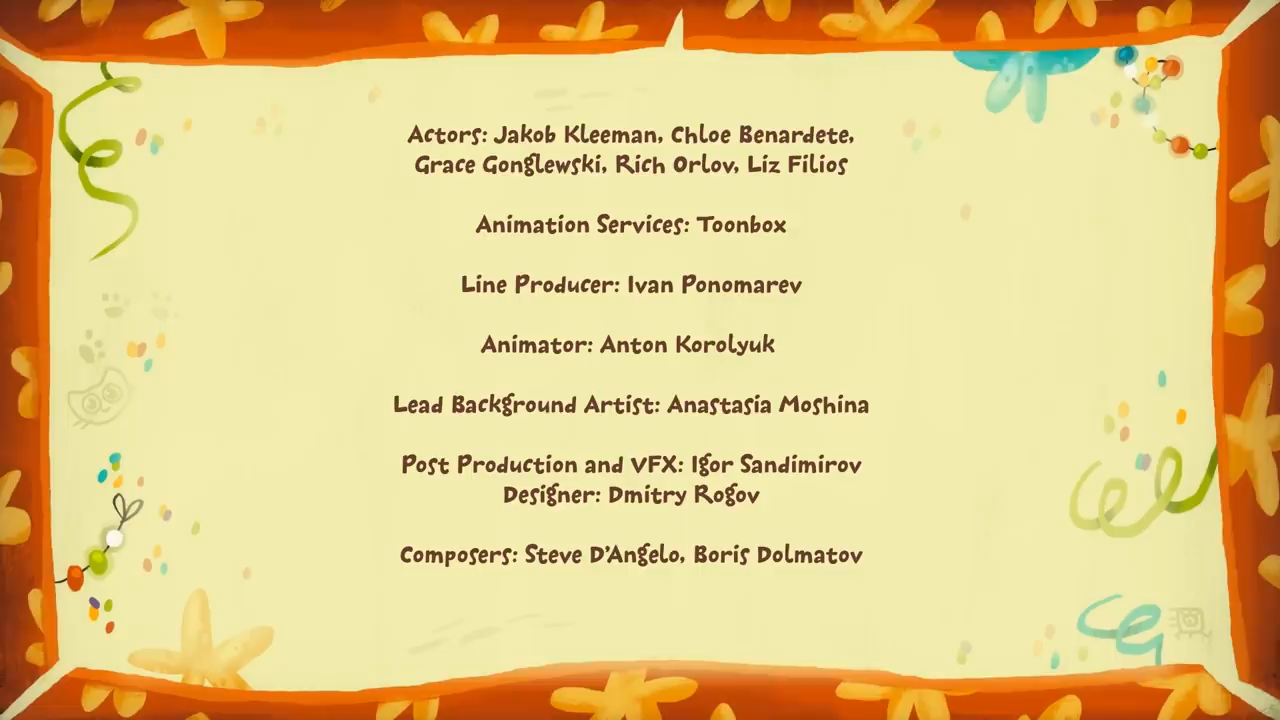 Actors: Jakob Kleeman, Chloe Benardete,
Grace Gonglewski, Rich Orlov, Liz Filios
Animation Services: Toonbox
Line Producer: Ivan Ponomarev
Animator: Anton Korolyuk
Lead Background Artist: Anastasia Moshina
Post Production and VFX: Igor Sandimirov
Designer: Dmitry Rogov
Composers: Steve D'Angelo, Boris Dolmatov